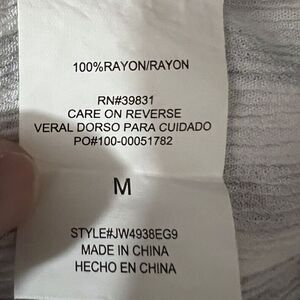 100%RAYON/RAYON
RN#39831
CARE ON REVERSE
VERAL DORSO PARA CUIDADO
PO#100-00051782
M
STYLE#JW4938EG9
MADE IN CHINA
HECHO EN CHINA